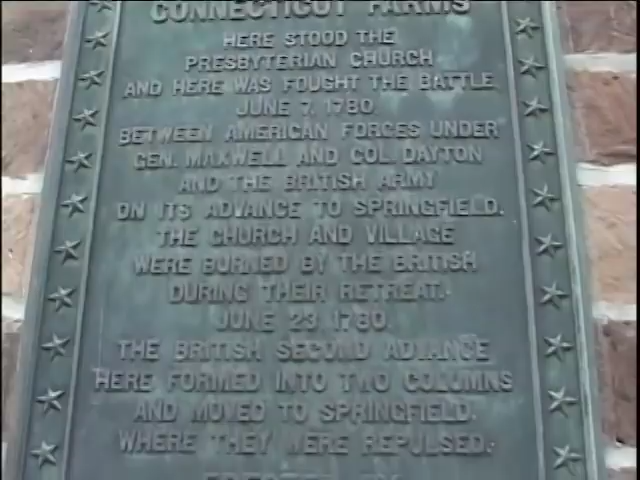 CONNECTICUT FARMS
HERE STOOD THE
PRESBYTERIAN CHURCH
AND HERE WAS FOUGHT THE BATTLE
JUNE 7, 1780
BETWEEN AMERICAN FORCES UNDER
GEN. MAXWELL AND COL. DAYTON
AND THE BRITISH ARMY
ON ITS ADVANCE TO SPRINGFIELD.
THE CHURCH AND VILLAGE
WERE BURNED BY THE BRITISH
DURING THEIR RETREAT.
JUNE 23, 1780.
THE BRITISH SECOND ADVANCE
HERE FORMED INTO TWO COLUMNS
AND MOVED TO SPRINGFIELD,
WHERE THEY WERE REPULSED.